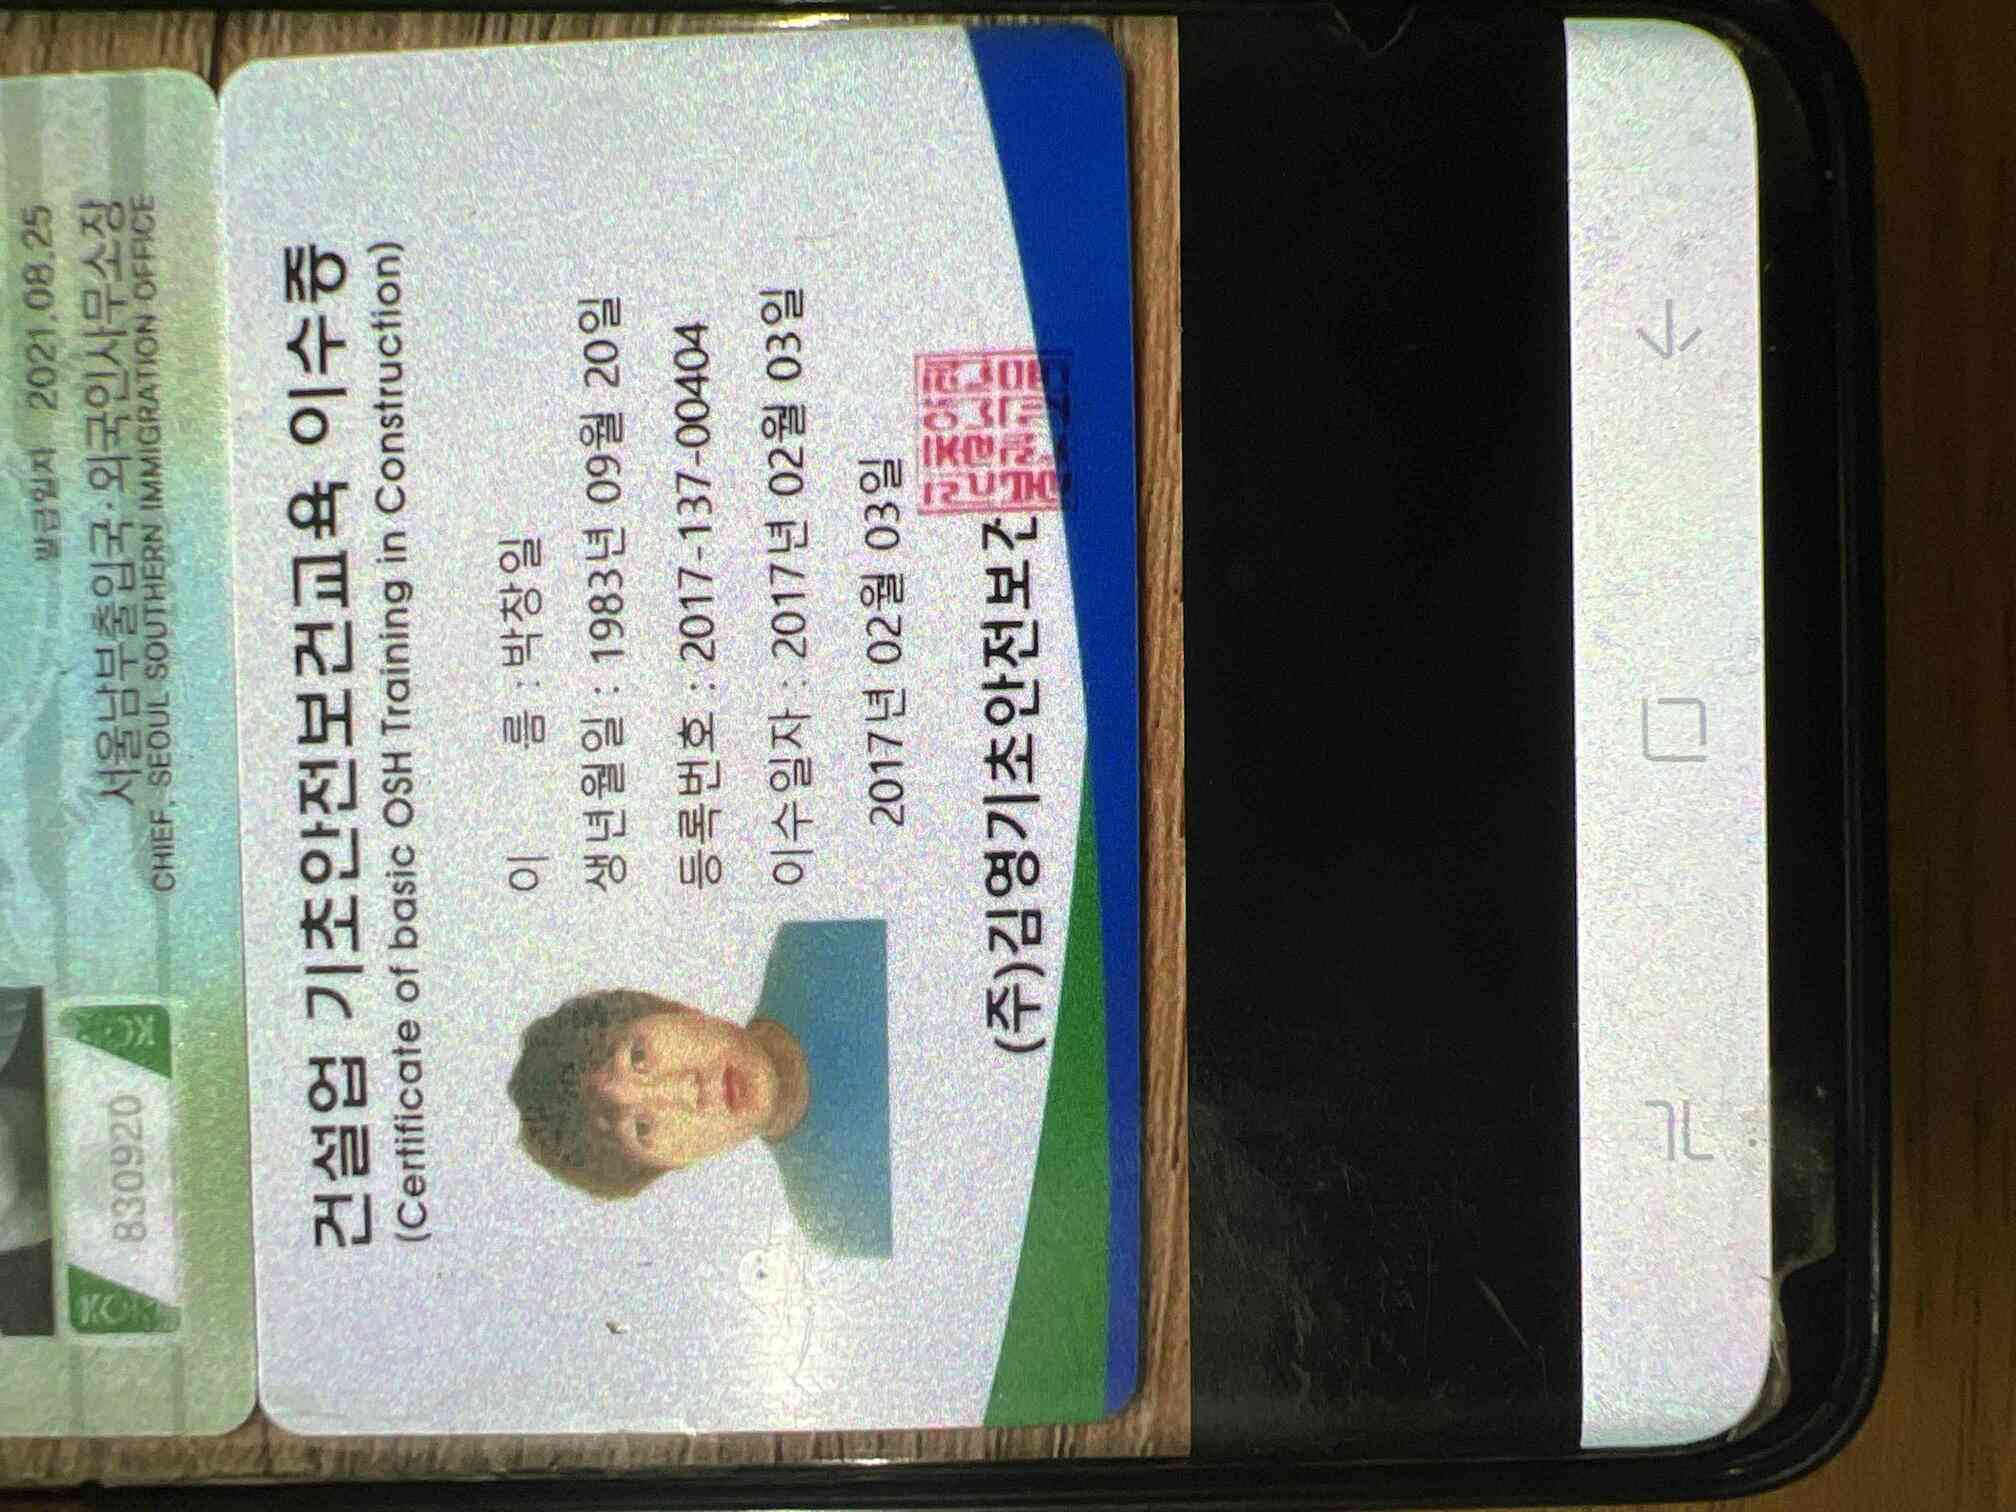 발급일자 2021.08.25
서울남부출입국·외국인사무소장
CHIEF, SEOUL SOUTHERN IMMIGRATION OFFICE
830920
KOR
건설업 기초안전보건교육 이수증
(Certificate of basic OSH Training in Construction)
이 름 : 박창일
생년월일 : 1983년 09월 20일
등록번호 : 2017-137-00404
이수일자 : 2017년 02월 03일
2017년 02월 03일
(주)김영기초안전보건